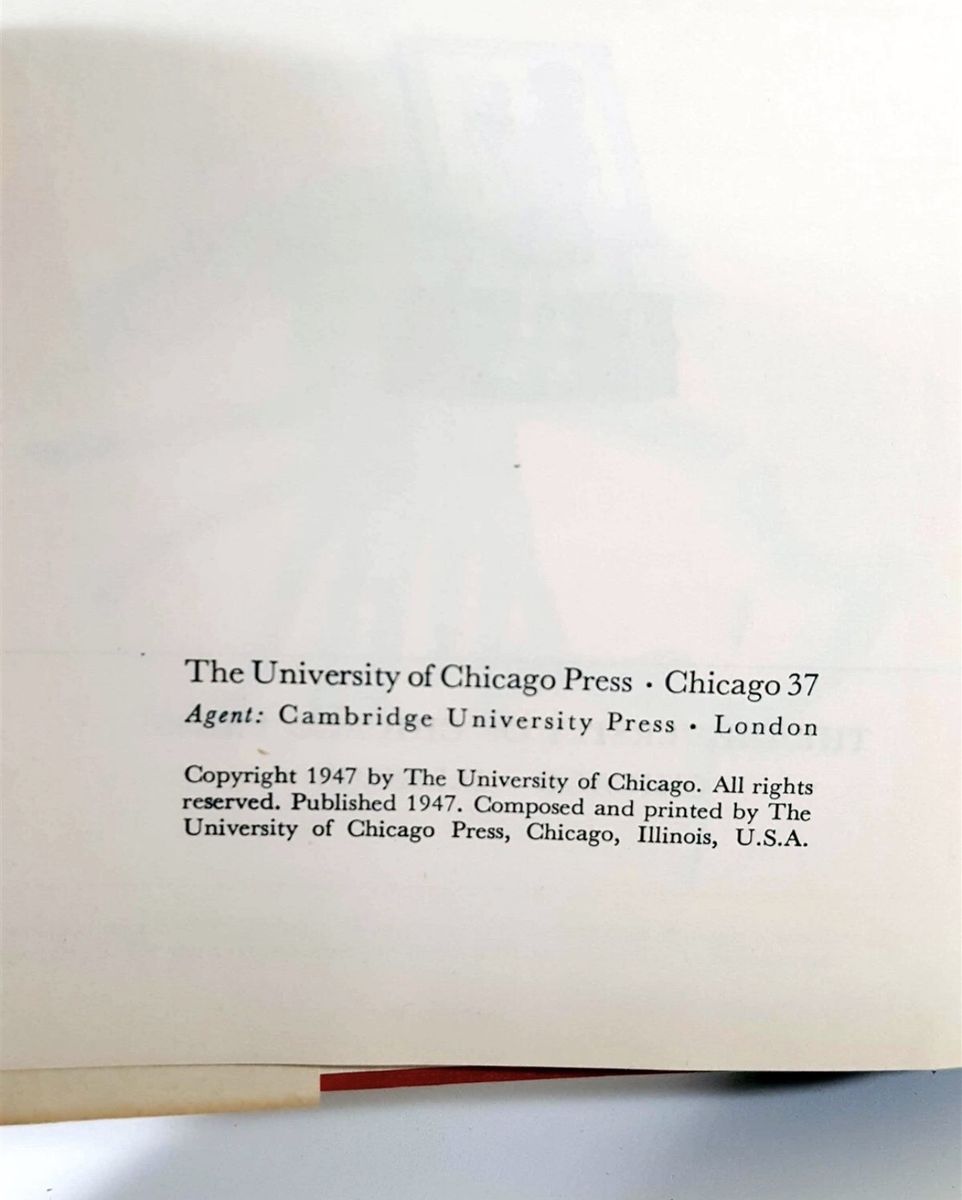 The University of Chicago Press · Chicago 37
Agent: Cambridge University Press · London
Copyright 1947 by The University of Chicago. All rights
reserved. Published 1947. Composed and printed by The
University of Chicago Press, Chicago, Illinois, U.S.A.